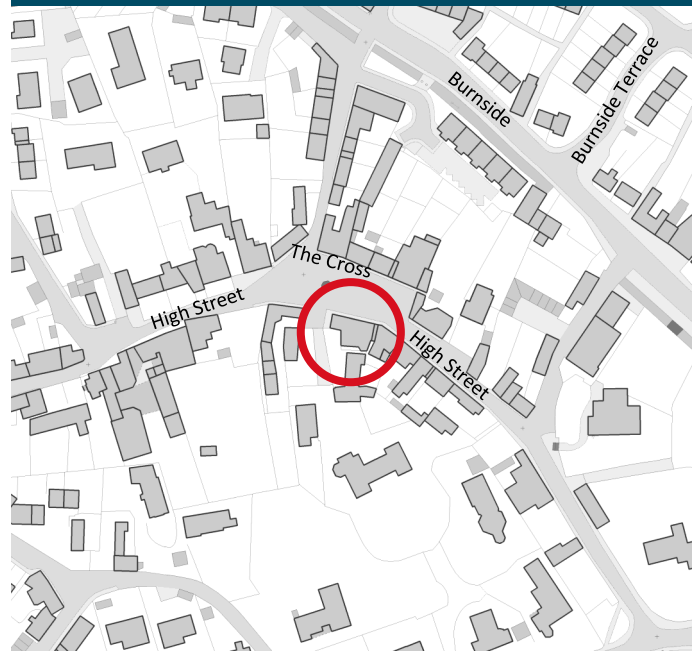 Burnside
Burnside Terrace
The Cross
High Street
High Street